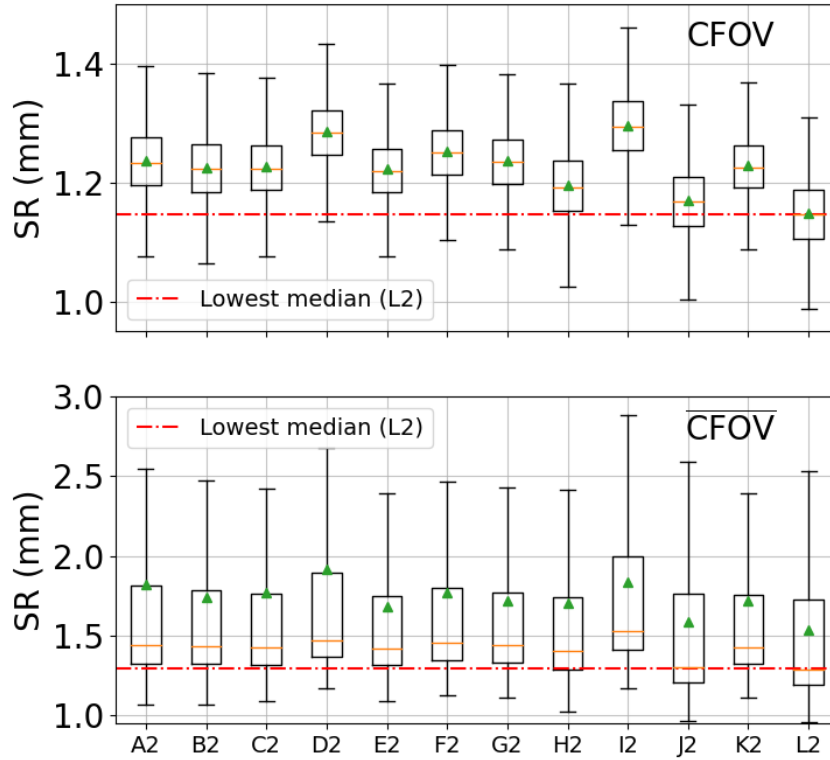 CFOV
SR (mm)
1.4
1.2
1.0
Lowest median (L2)
CFOV
SR (mm)
3.0
2.5
2.0
1.5
1.0
Lowest median (L2)
A2 B2 C2 D2 E2 F2 G2 H2 I2 J2 K2 L2